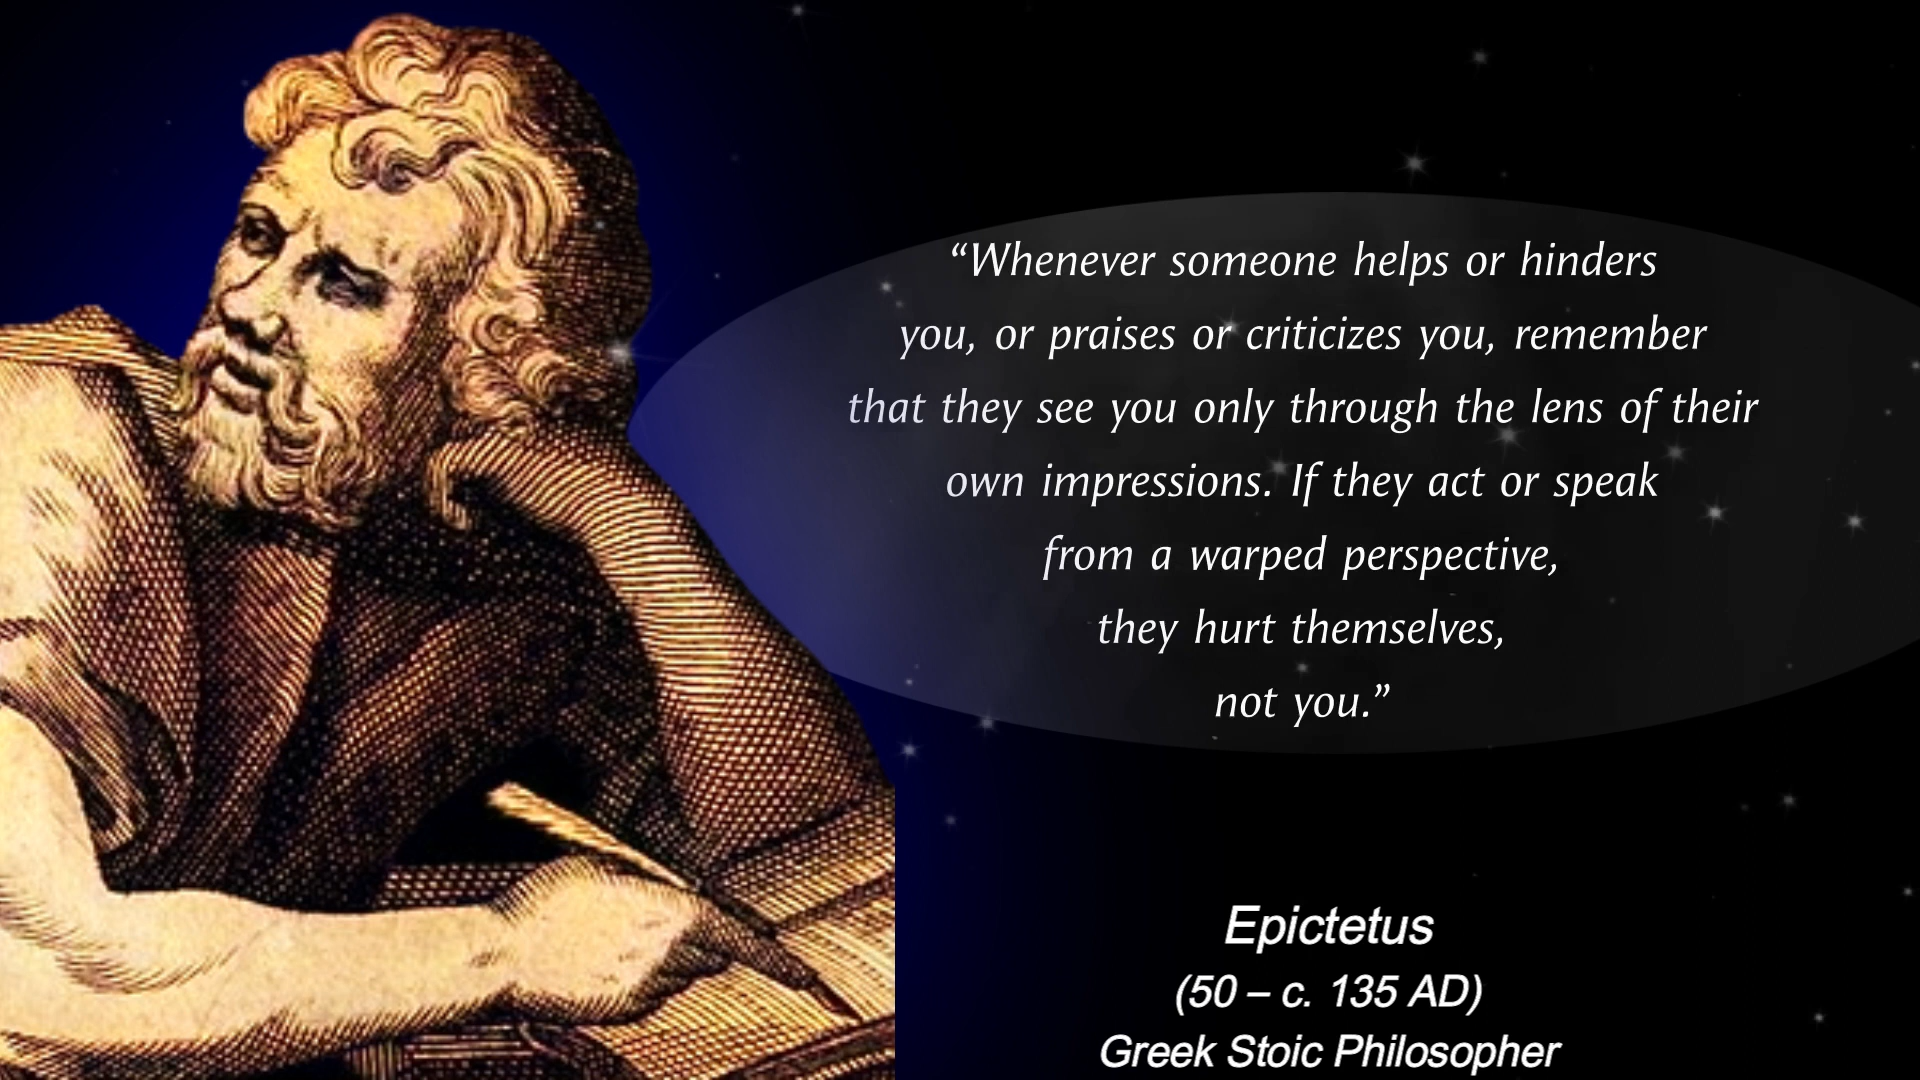 “Whenever someone helps or hinders
you, or praises or criticizes you, remember
that they see you only through the lens of their
own impressions. If they act or speak
from a warped perspective,
they hurt themselves,
not you.”
Epictetus
(50 – c. 135 AD)
Greek Stoic Philosopher